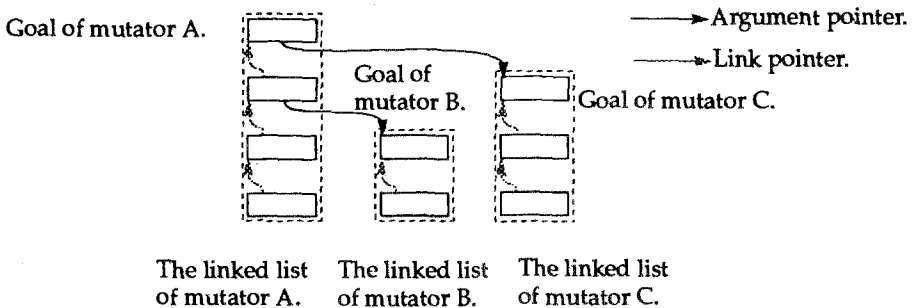 Goal of mutator A.
Argument pointer.
Link pointer.
Goal of
mutator B.
Goal of mutator C.
The linked list
of mutator A.
The linked list
of mutator B.
The linked list
of mutator C.